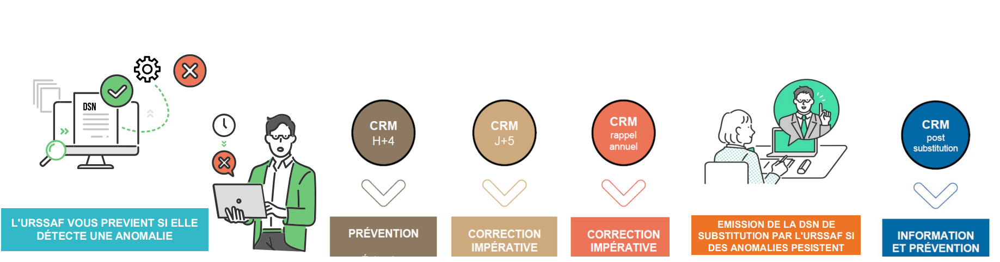 DSN
L'URSSAF VOUS PREVIENT SI ELLE
DÉTECTE UNE ANOMALIE
CRM
H+4
PRÉVENTION
CRM
J+5
CORRECTION
IMPÉRATIVE
CRM
rappel
annuel
CORRECTION
IMPÉRATIVE
EMISSION DE LA DSN DE
SUBSTITUTION PAR L'URSSAF SI
DES ANOMALIES PESISTENT
CRM
post
substitution
INFORMATION
ET PRÉVENTION